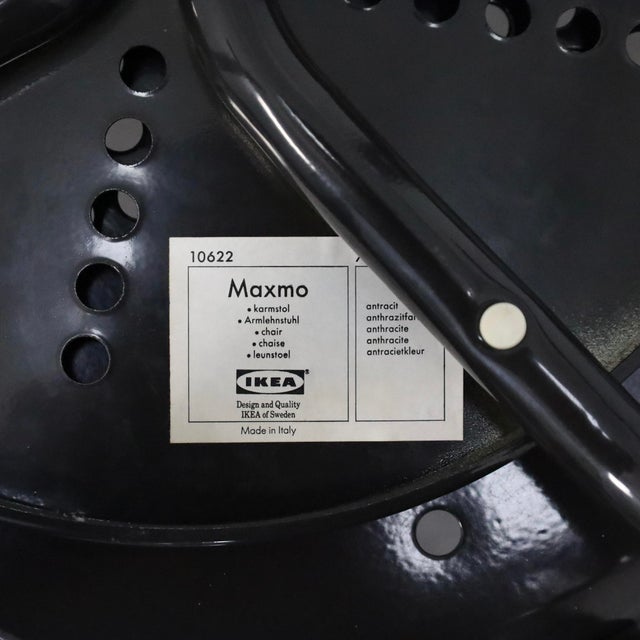 10622
Maxmo
• karmstol
• Armlehnstuhl
• chair
• chaise
• leunstoel
IKEA®
Design and Quality
IKEA of Sweden
Made in Italy
antracit
anthrazitfar
anthracite
anthracite
antracietkleur